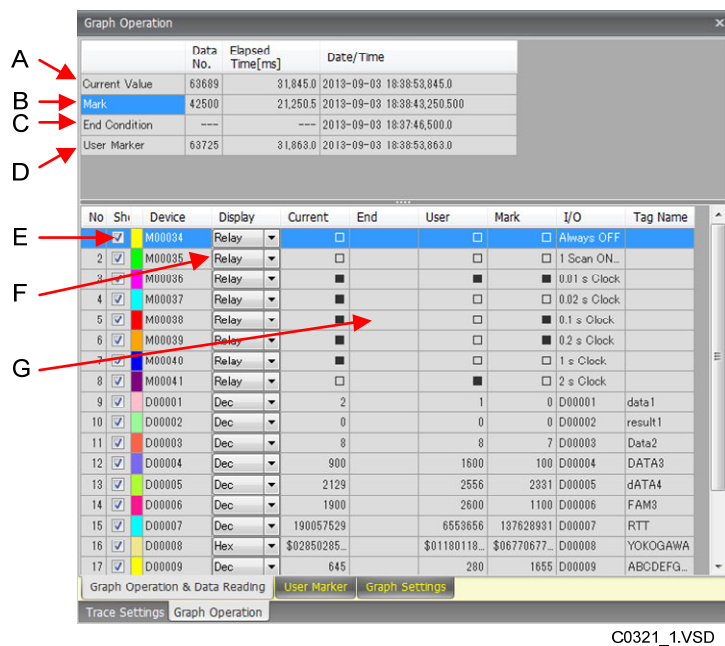 Graph Operation ×
Data No. Elapsed Time[ms] Date/Time
A Current Value 63689 31,845.0 2013-09-03 18:38:53,845.0
B Mark 42500 21,250.5 2013-09-03 18:38:43,250.500
C End Condition --- --- 2013-09-03 18:37:46,500.0
D User Marker 63725 31,863.0 2013-09-03 18:38:53,863.0
No Sh Device Display Current End User Mark I/O Tag Name
E M00034 Relay Always OFF
F 2 M00035 Relay 1 Scan ON...
3 M00036 Relay 0.01 s Clock
4 M00037 Relay 0.02 s Clock
5 M00038 Relay 0.1 s Clock
6 M00039 Relay 0.2 s Clock
G 7 M00040 Relay 1 s Clock
8 M00041 Relay 2 s Clock
9 D00001 Dec 2 1 0 D00001 data1
10 D00002 Dec 0 0 0 D00002 result1
11 D00003 Dec 8 8 7 D00003 Data2
12 D00004 Dec 900 1600 100 D00004 DATA3
13 D00005 Dec 2129 2556 2331 D00005 dATA4
14 D00006 Dec 1900 2600 1100 D00006 FAM3
15 D00007 Dec 190057529 6553656 137628931 D00007 RTT
16 D00008 Hex $02850285... $01180118... $06770677... D00008 YOKOGAWA
17 D00009 Dec 645 280 1655 D00009 ABCDEFG...
Graph Operation & Data Reading User Marker Graph Settings
Trace Settings Graph Operation
C0321_1.VSD